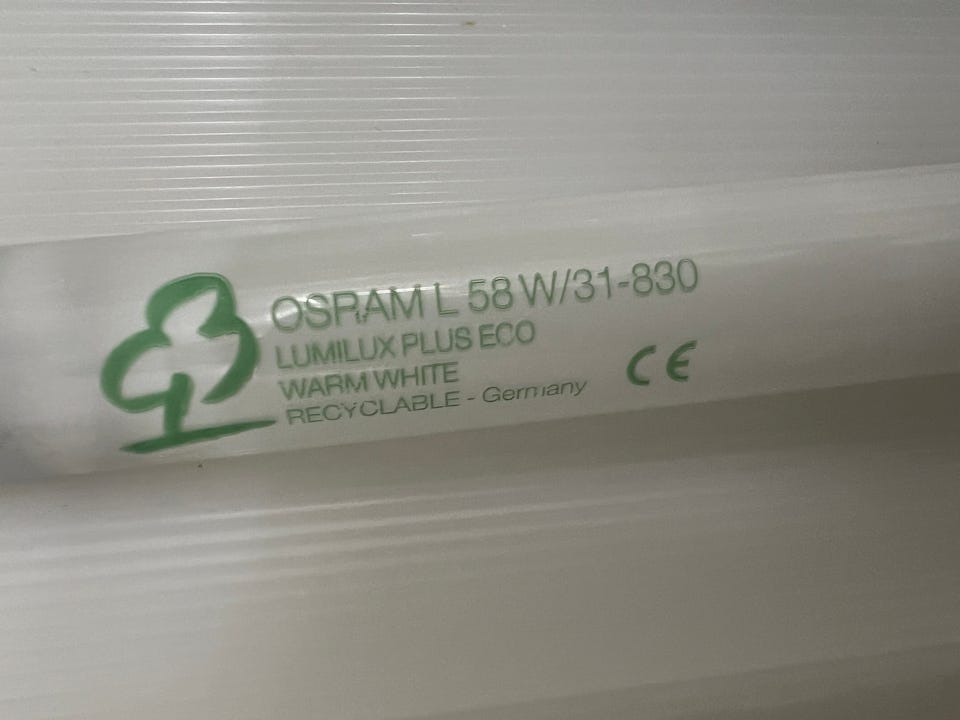 OSRAM L 58 W/31-830
LUMILUX PLUS ECO
WARM WHITE
RECYCLABLE - Germany
CE